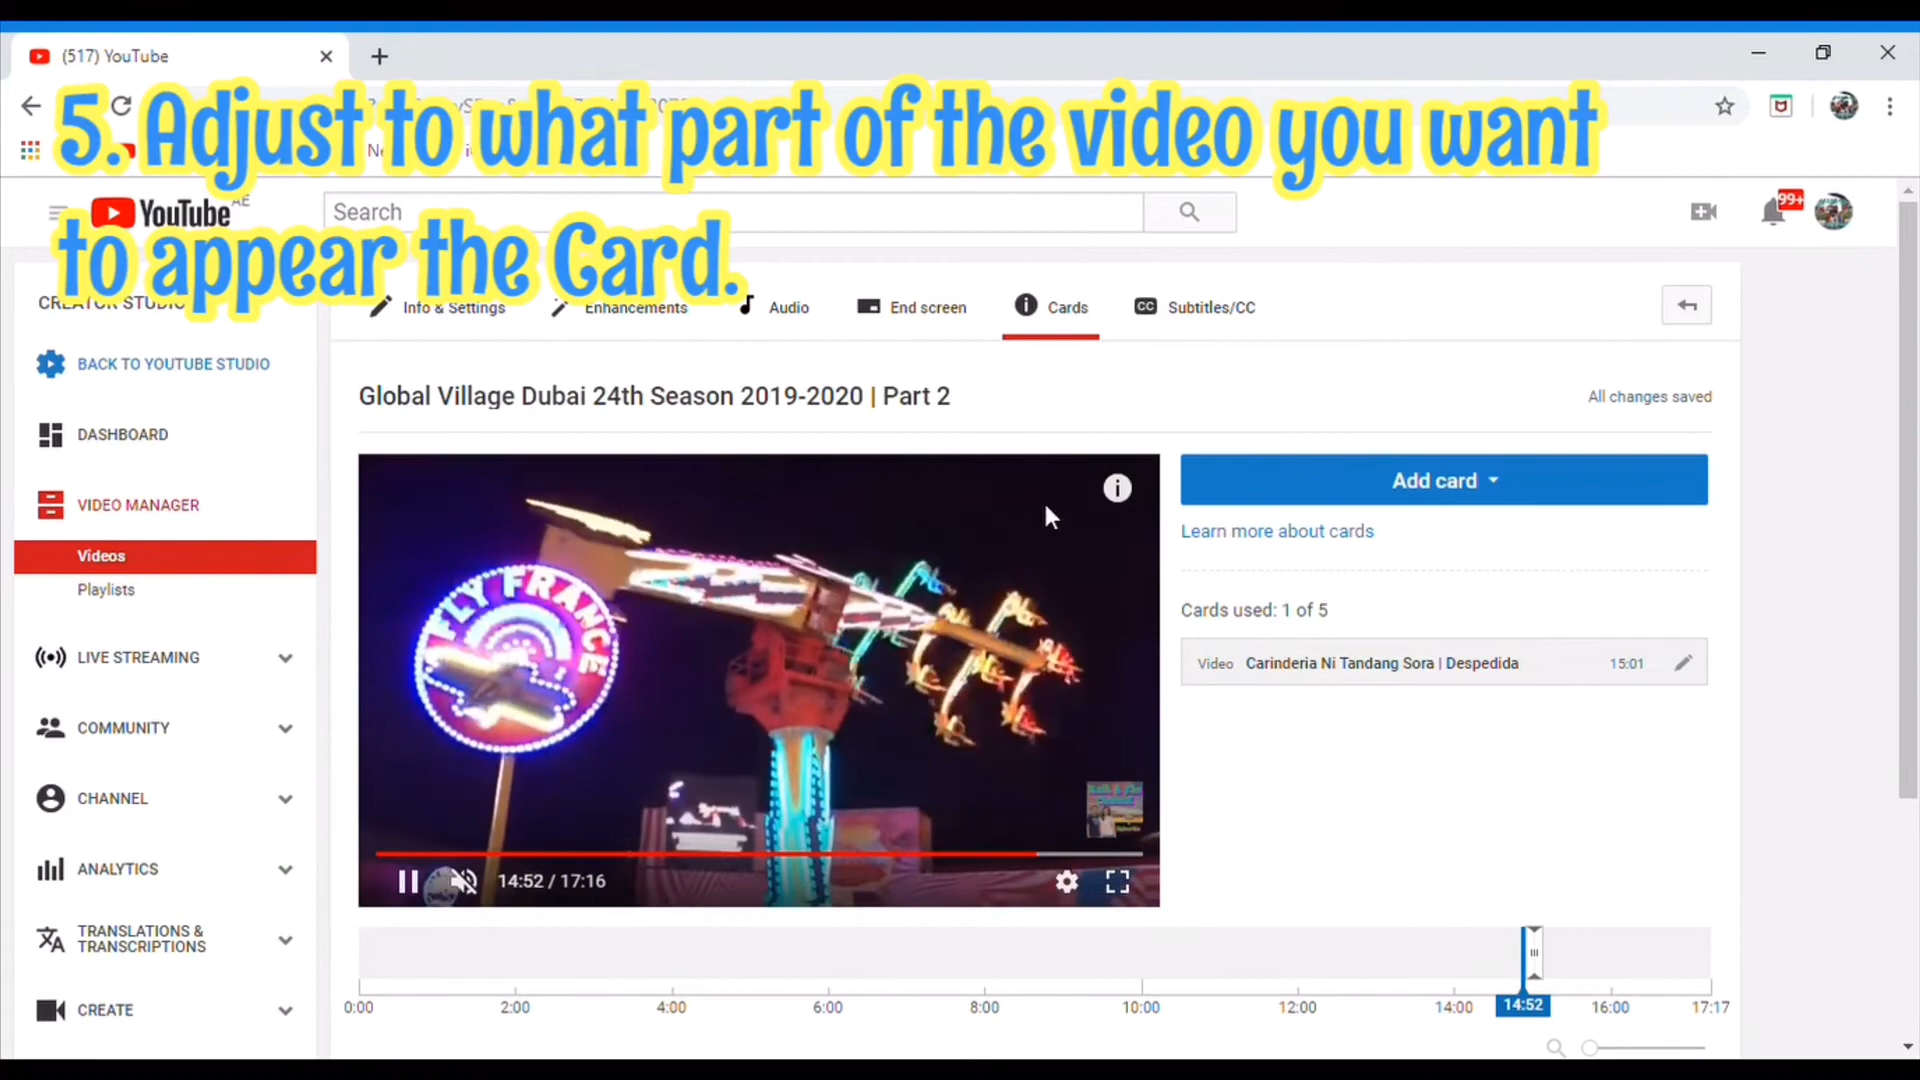 (517) YouTube
5. Adjust to what part of the video you want
to appear the Card.
YouTube AE
Search
99+
CREATOR STUDIO
Info & Settings
Enhancements
Audio
End screen
Cards
CC Subtitles/CC
BACK TO YOUTUBE STUDIO
DASHBOARD
VIDEO MANAGER
Videos
Playlists
LIVE STREAMING
COMMUNITY
CHANNEL
ANALYTICS
TRANSLATIONS &
TRANSCRIPTIONS
CREATE
Global Village Dubai 24th Season 2019-2020 | Part 2
All changes saved
FLY FRANCE
14:52 / 17:16
Add card
Learn more about cards
Cards used: 1 of 5
Video Carinderia Ni Tandang Sora | Despedida 15:01
0:00 2:00 4:00 6:00 8:00 10:00 12:00 14:00 14:52 16:00 17:17